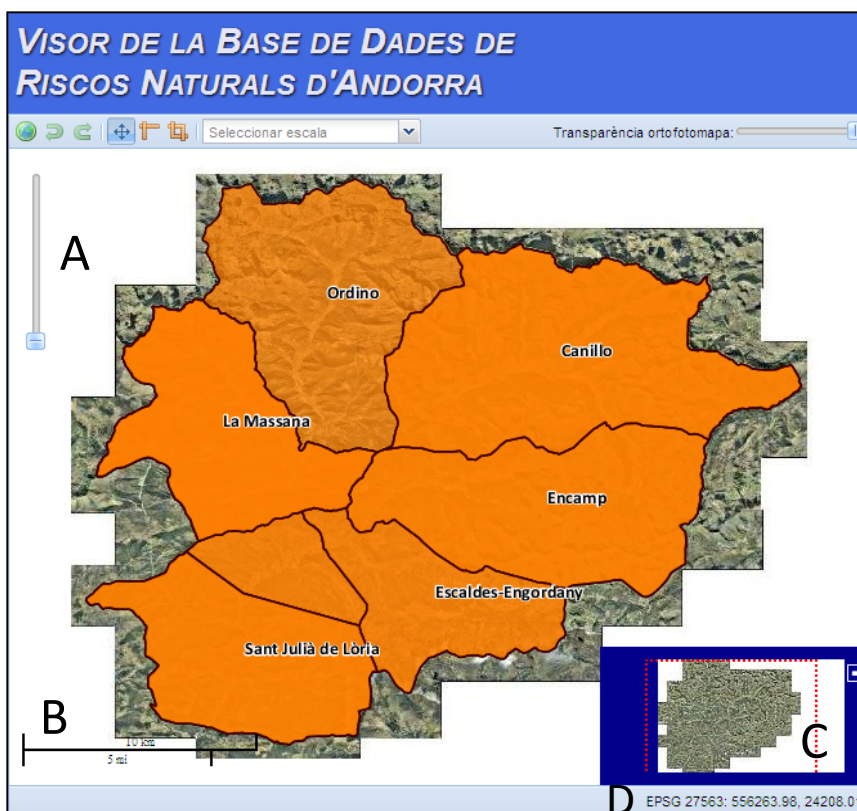 VISOR DE LA BASE DE DADES DE
RISCOS NATURALS D'ANDORRA
Seleccionar escala
Transparència ortofotomapa:
A
Ordino
Canillo
La Massana
Encamp
Escaldes-Engordany
Sant Julià de Lòria
B
10 km
5 mi
C
D
EPSG 27563: 556263.98, 24208.01